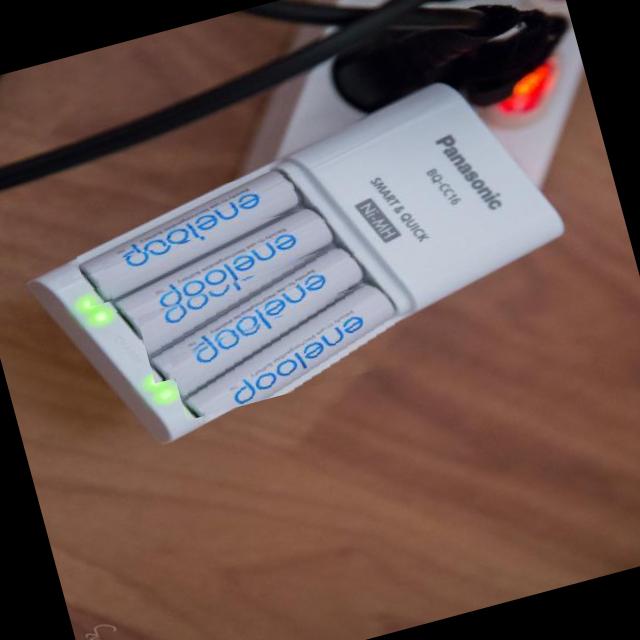 Panasonic
BQ-CC16
SMART & QUICK
Ni-MH
eneloop
eneloop
eneloop
eneloop